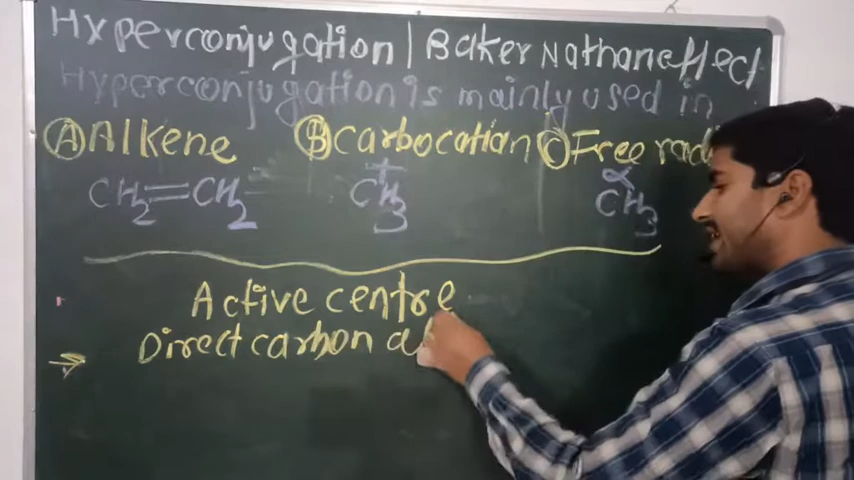 Hyperconjugation | Baker Nathan effect
Hyperconjugation is mainly used in
(A) Alkene (B) Carbocation (C) Free rad
CH2=CH2 +CH3 CH3
Active centre
Direct carbon a